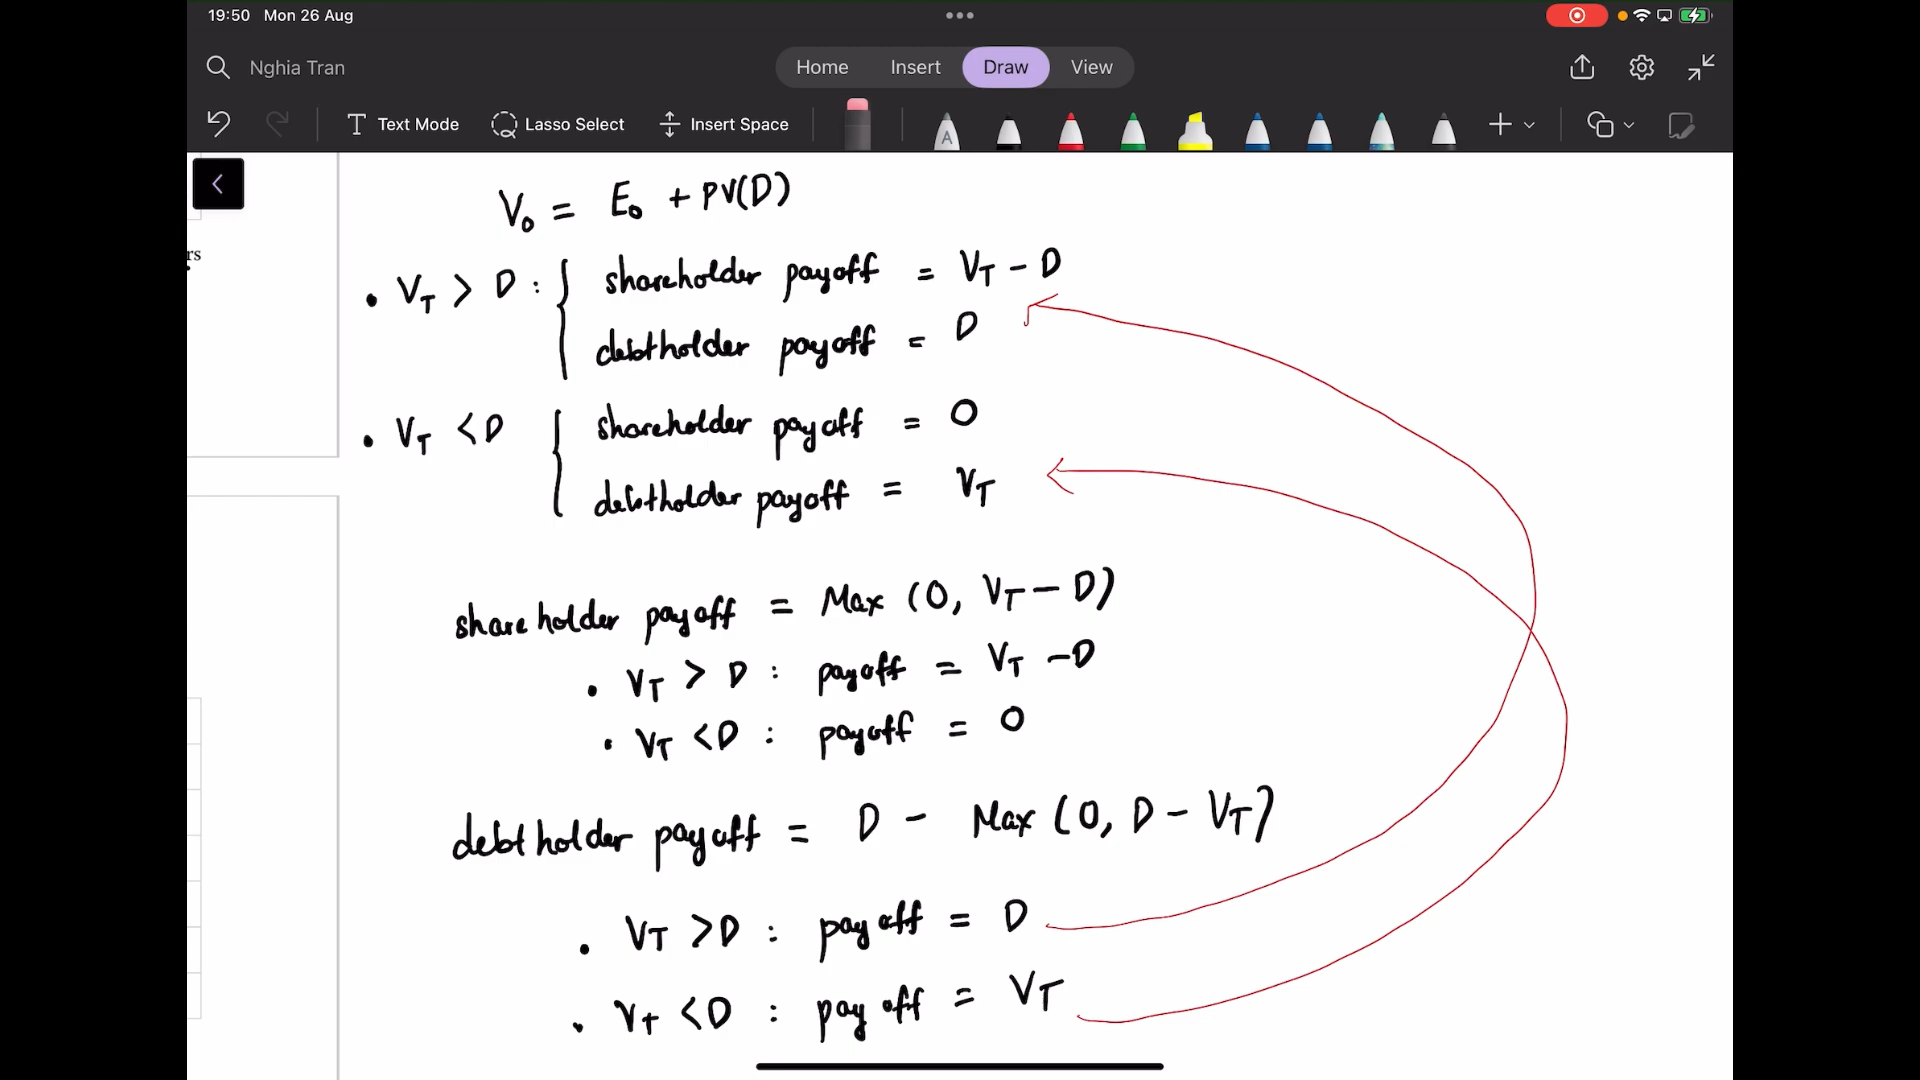 19:50 Mon 26 Aug
Nghia Tran
Home Insert Draw View
Text Mode Lasso Select Insert Space A
rs
V₀ = E₀ + PV(D)
• V_T > D : { shareholder payoff = V_T - D
debtholder payoff = D
• V_T < D { shareholder payoff = 0
debtholder payoff = V_T
shareholder payoff = Max (0, V_T - D)
• V_T > D : payoff = V_T - D
• V_T < D : payoff = 0
debtholder payoff = D - Max (0, D - V_T)
• V_T > D : payoff = D
• V_T < D : payoff = V_T